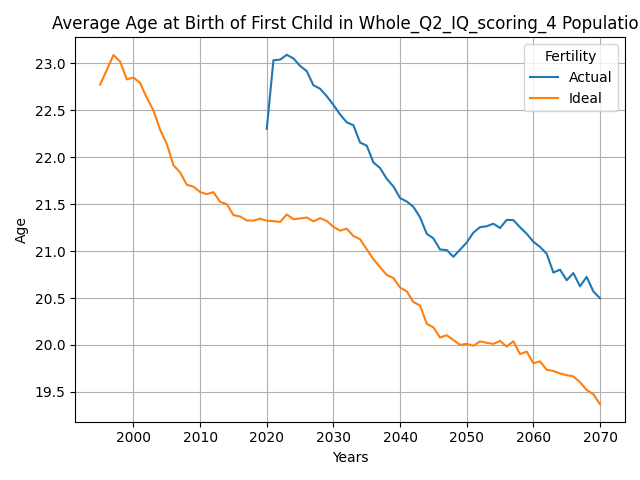 Average Age at Birth of First Child in Whole_Q2_IQ_scoring_4 Populatio
Fertility
Actual
Ideal
23.0
22.5
22.0
21.5
21.0
20.5
20.0
19.5
Age
2000 2010 2020 2030 2040 2050 2060 2070
Years